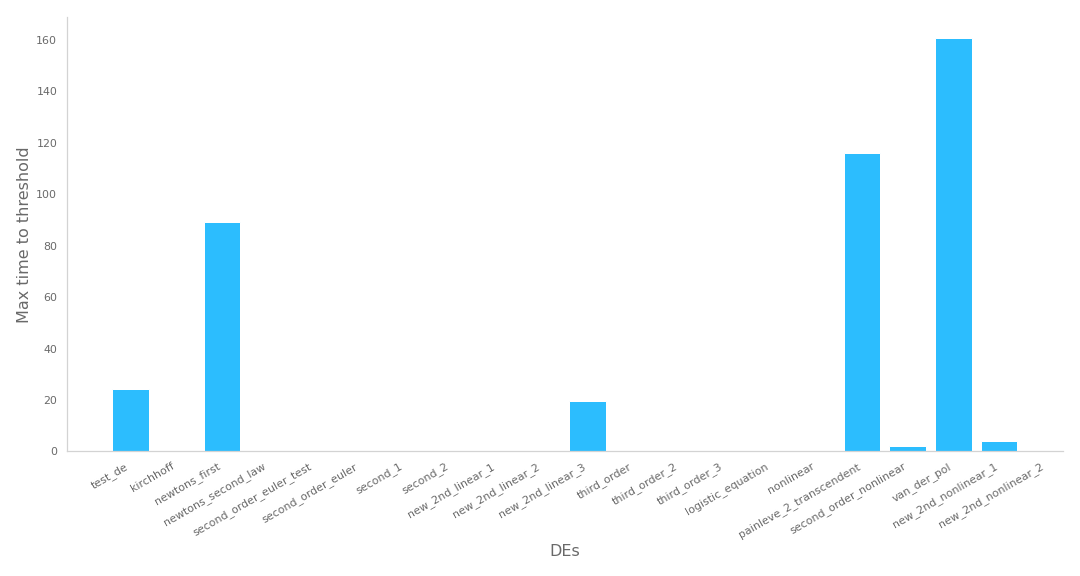 160
140
120
100
80
60
40
20
0
Max time to threshold
test_de
kirchhoff
newtons_first
newtons_second_law
second_order_euler_test
second_order_euler
second_1
second_2
new_2nd_linear_1
new_2nd_linear_2
new_2nd_linear_3
third_order
third_order_2
third_order_3
logistic_equation
nonlinear
painleve_2_transcendent
second_order_nonlinear
van_der_pol
new_2nd_nonlinear_1
new_2nd_nonlinear_2
DEs